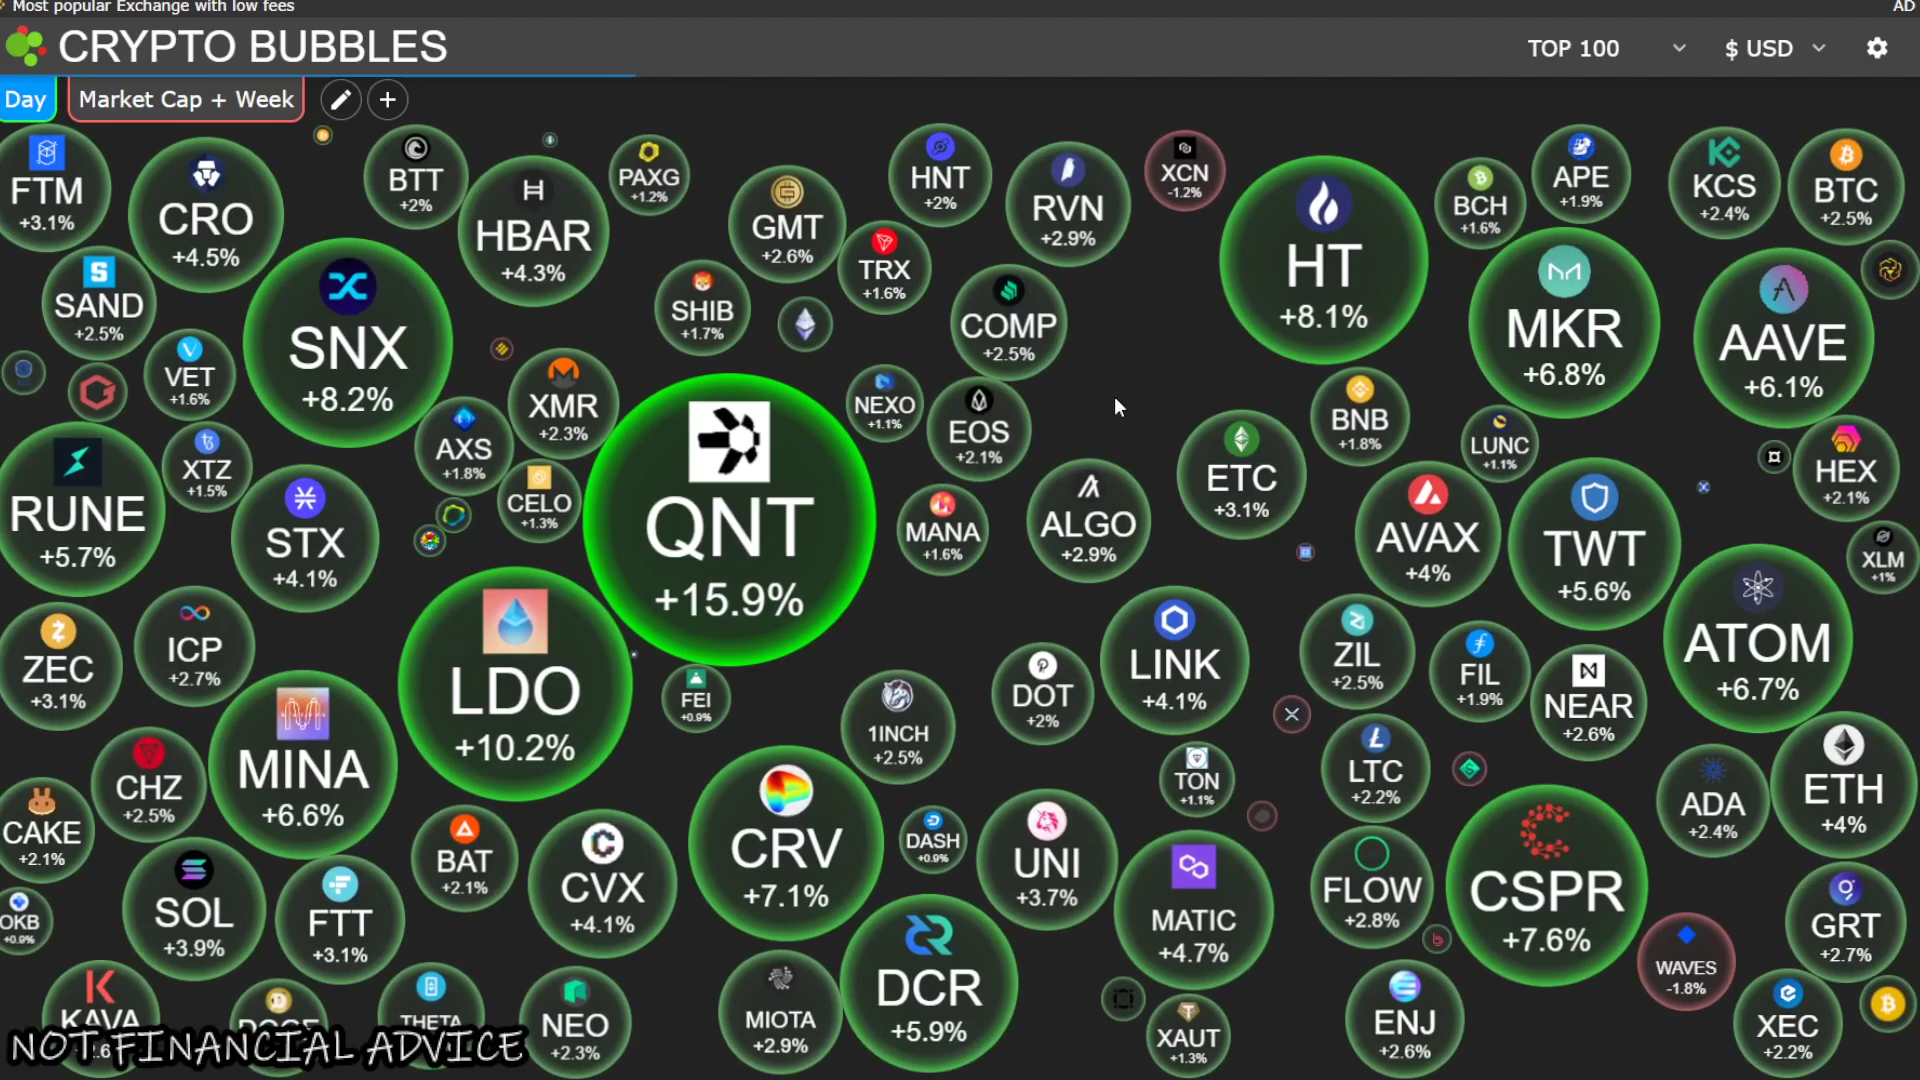 Most popular Exchange with low fees
AD
CRYPTO BUBBLES
TOP 100
$ USD
Day
Market Cap + Week
FTM
+3.1%
CRO
+4.5%
BTT
+2%
HBAR
+4.3%
PAXG
+1.2%
GMT
+2.6%
HNT
+2%
RVN
+2.9%
XCN
-1.2%
HT
+8.1%
BCH
+1.6%
APE
+1.9%
KCS
+2.4%
BTC
+2.5%
SAND
+2.5%
SNX
+8.2%
SHIB
+1.7%
TRX
+1.6%
COMP
+2.5%
MKR
+6.8%
AAVE
+6.1%
VET
+1.6%
XMR
+2.3%
NEXO
+1.1%
EOS
+2.1%
BNB
+1.8%
LUNC
+1.1%
HEX
+2.1%
RUNE
+5.7%
XTZ
+1.5%
AXS
+1.8%
CELO
+1.3%
QNT
+15.9%
MANA
+1.6%
ALGO
+2.9%
ETC
+3.1%
AVAX
+4%
TWT
+5.6%
XLM
+1%
STX
+4.1%
ZEC
+3.1%
ICP
+2.7%
LDO
+10.2%
FEI
+0.9%
1INCH
+2.5%
DOT
+2%
LINK
+4.1%
ZIL
+2.5%
FIL
+1.9%
NEAR
+2.6%
ATOM
+6.7%
CHZ
+2.5%
MINA
+6.6%
TON
+1.1%
LTC
+2.2%
ADA
+2.4%
ETH
+4%
CAKE
+2.1%
BAT
+2.1%
CVX
+4.1%
CRV
+7.1%
DASH
+0.9%
UNI
+3.7%
MATIC
+4.7%
FLOW
+2.8%
CSPR
+7.6%
GRT
+2.7%
OKB
+0.9%
SOL
+3.9%
FTT
+3.1%
DCR
+5.9%
WAVES
-1.8%
KAVA
DOGE
THETA
NEO
+2.3%
MIOTA
+2.9%
XAUT
+1.3%
ENJ
+2.6%
XEC
+2.2%
NOT FINANCIAL ADVICE